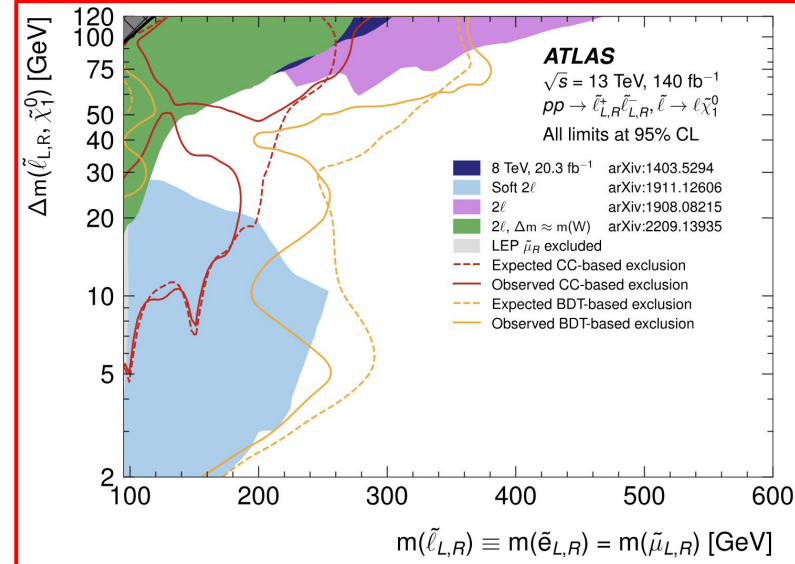 Δm(ℓ̃L,R, χ̃⁰₁) [GeV]
120
100
75
50
40
30
20
10
5
2
100 200 300 400 500 600
m(ℓ̃L,R) ≡ m(ẽL,R) = m(μ̃L,R) [GeV]
ATLAS
√s = 13 TeV, 140 fb⁻¹
pp → ℓ̃⁺L,R ℓ̃⁻L,R, ℓ̃ → ℓχ̃⁰₁
All limits at 95% CL
8 TeV, 20.3 fb⁻¹ arXiv:1403.5294
Soft 2ℓ arXiv:1911.12606
2ℓ arXiv:1908.08215
2ℓ, Δm ≈ m(W) arXiv:2209.13935
LEP μ̃R excluded
Expected CC-based exclusion
Observed CC-based exclusion
Expected BDT-based exclusion
Observed BDT-based exclusion